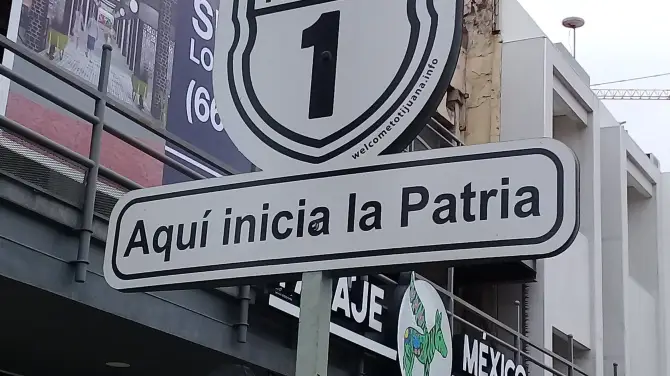 1
welcometotijuana.info
(66
Aquí inicia la Patria
AJE
MÉXICO